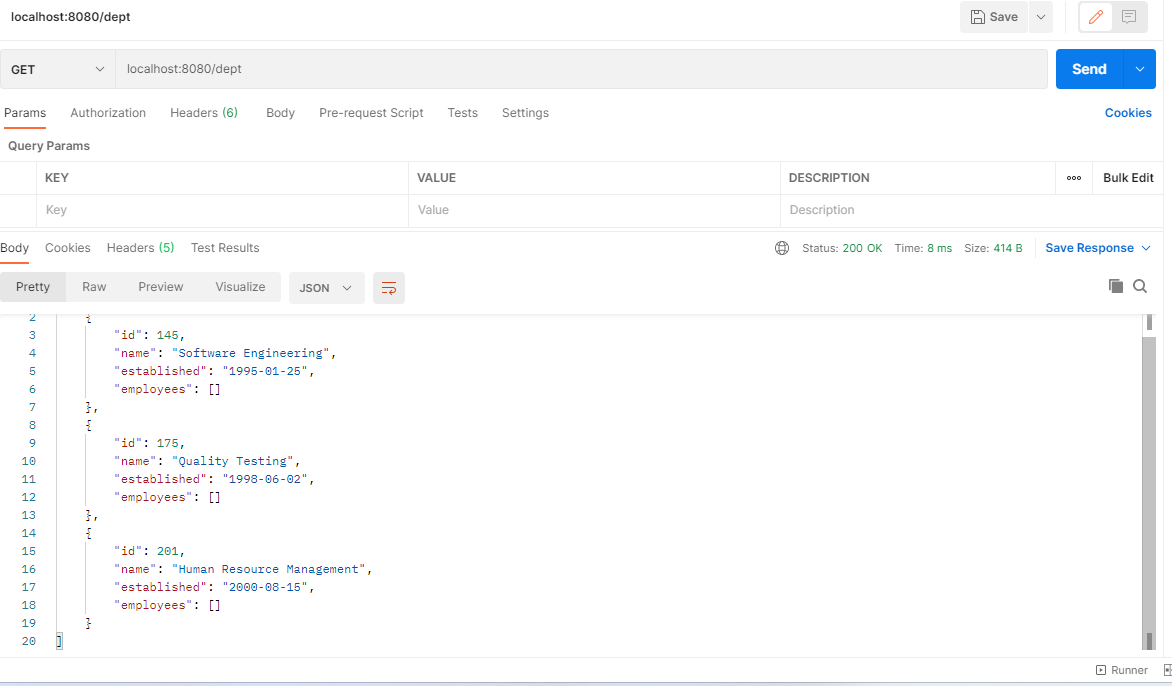 localhost:8080/dept
Save
GET
localhost:8080/dept
Send
Params Authorization Headers (6) Body Pre-request Script Tests Settings Cookies
Query Params
KEY VALUE DESCRIPTION Bulk Edit
Key Value Description
Body Cookies Headers (5) Test Results Status: 200 OK Time: 8 ms Size: 414 B Save Response
Pretty Raw Preview Visualize JSON
2 {
3 "id": 145,
4 "name": "Software Engineering",
5 "established": "1995-01-25",
6 "employees": []
7 },
8 {
9 "id": 175,
10 "name": "Quality Testing",
11 "established": "1998-06-02",
12 "employees": []
13 },
14 {
15 "id": 201,
16 "name": "Human Resource Management",
17 "established": "2000-08-15",
18 "employees": []
19 }
20 ]
Runner